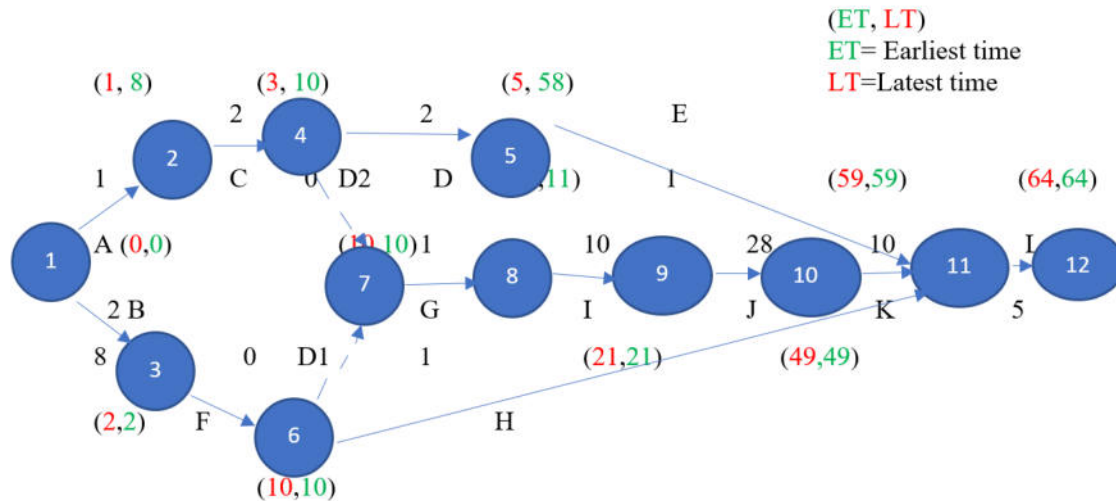 (ET, LT)
ET= Earliest time
LT=Latest time
(1, 8) (3, 10) (5, 58)
2 4 2 E
2 5
1 C 0 D2 D ,11) 1 (59,59) (64,64)
A (0,0) (10,10) 1 10 28 10 L
1 7 8 9 10 11 12
2 B G I J K 5
8 3 0 D1 1 (21,21) (49,49)
(2,2) F 6 H
(10,10)